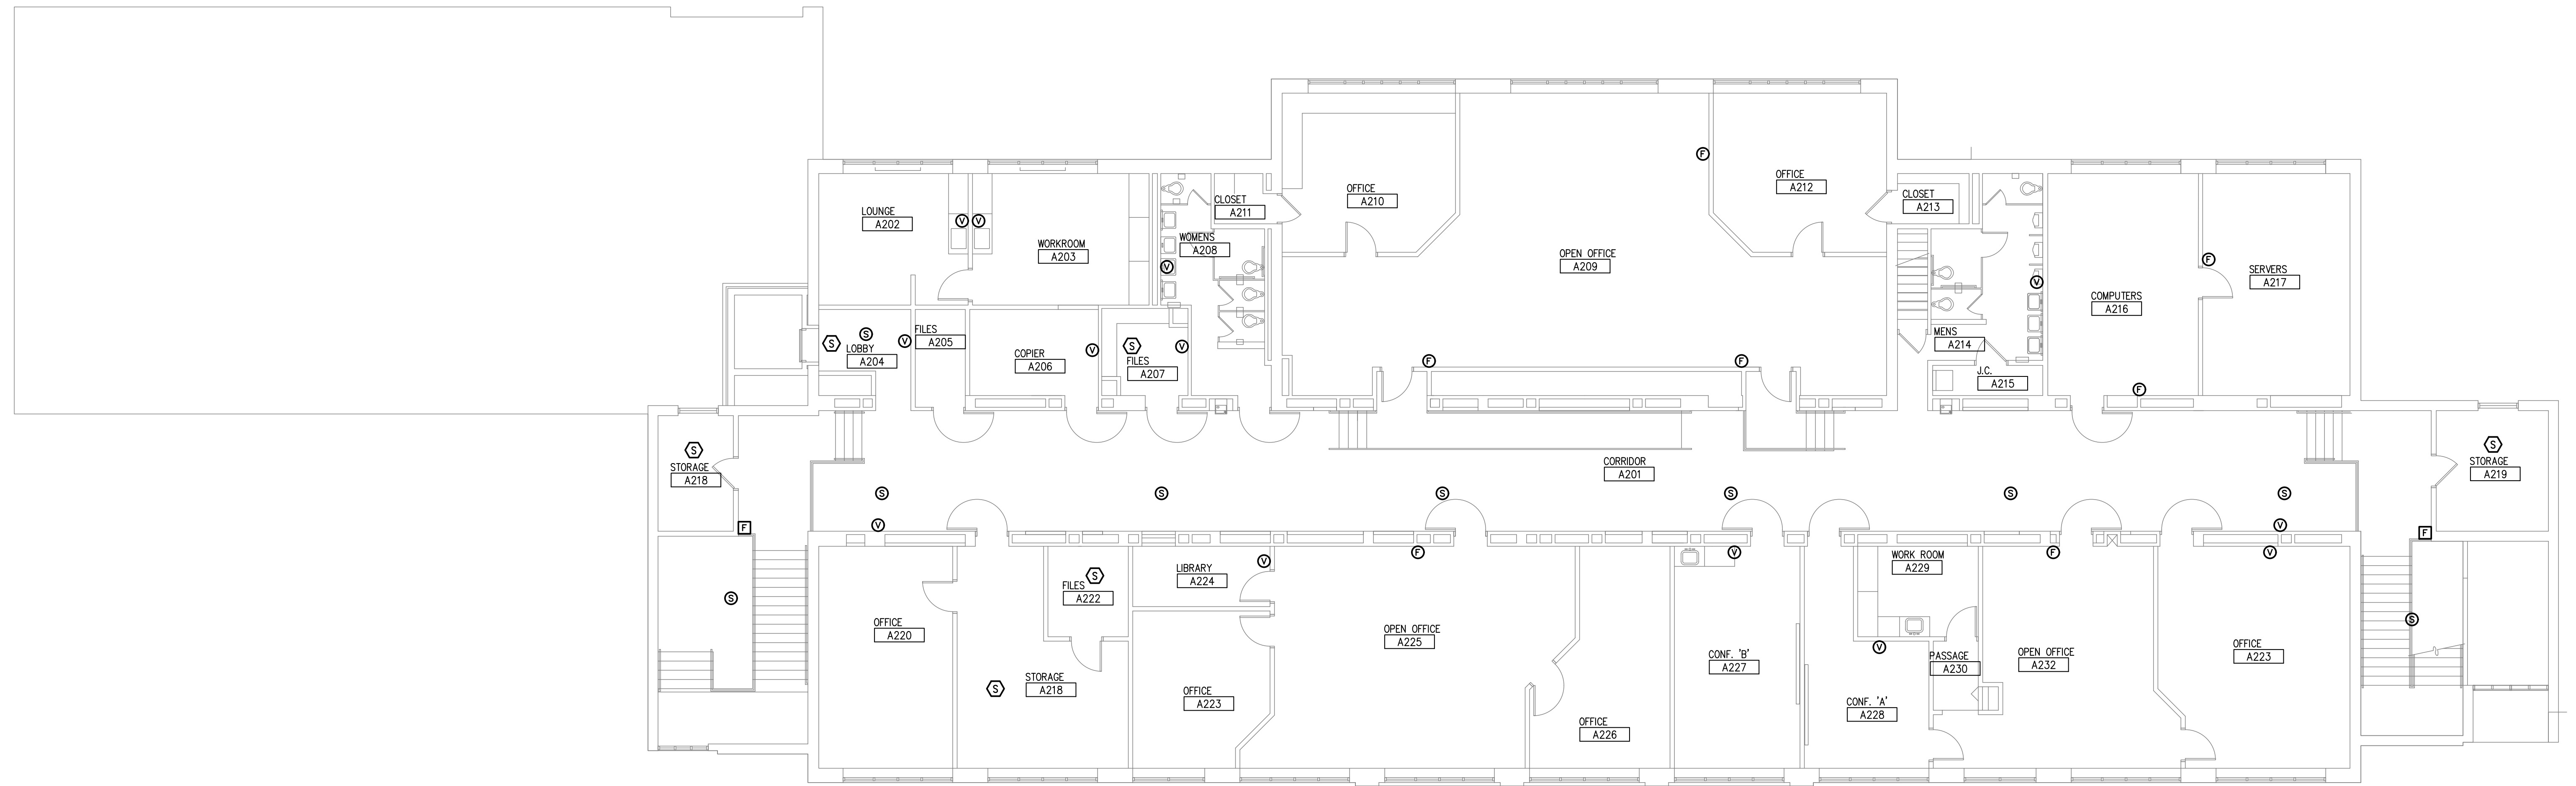 OFFICE
A210
F
OFFICE
A212
LOUNGE
A202
V
V
WORKROOM
A203
CLOSET
A211
WOMENS
A208
V
OPEN OFFICE
A209
CLOSET
A213
V
F
SERVERS
A217
COMPUTERS
A216
S
S
LOBBY
A204
V
FILES
A205
COPIER
A206
V
S
FILES
A207
V
F
F
MENS
A214
J.C.
A215
F
S
STORAGE
A218
CORRIDOR
A201
S
STORAGE
A219
S
S
S
S
S
S
F
V
V
F
S
OFFICE
A220
S
FILES
A222
LIBRARY
A224
V
F
OPEN OFFICE
A225
V
WORK ROOM
A229
F
V
S
S
STORAGE
A218
OFFICE
A223
OFFICE
A226
CONF. 'B'
A227
V
CONF. 'A'
A228
PASSAGE
A230
OPEN OFFICE
A232
OFFICE
A223